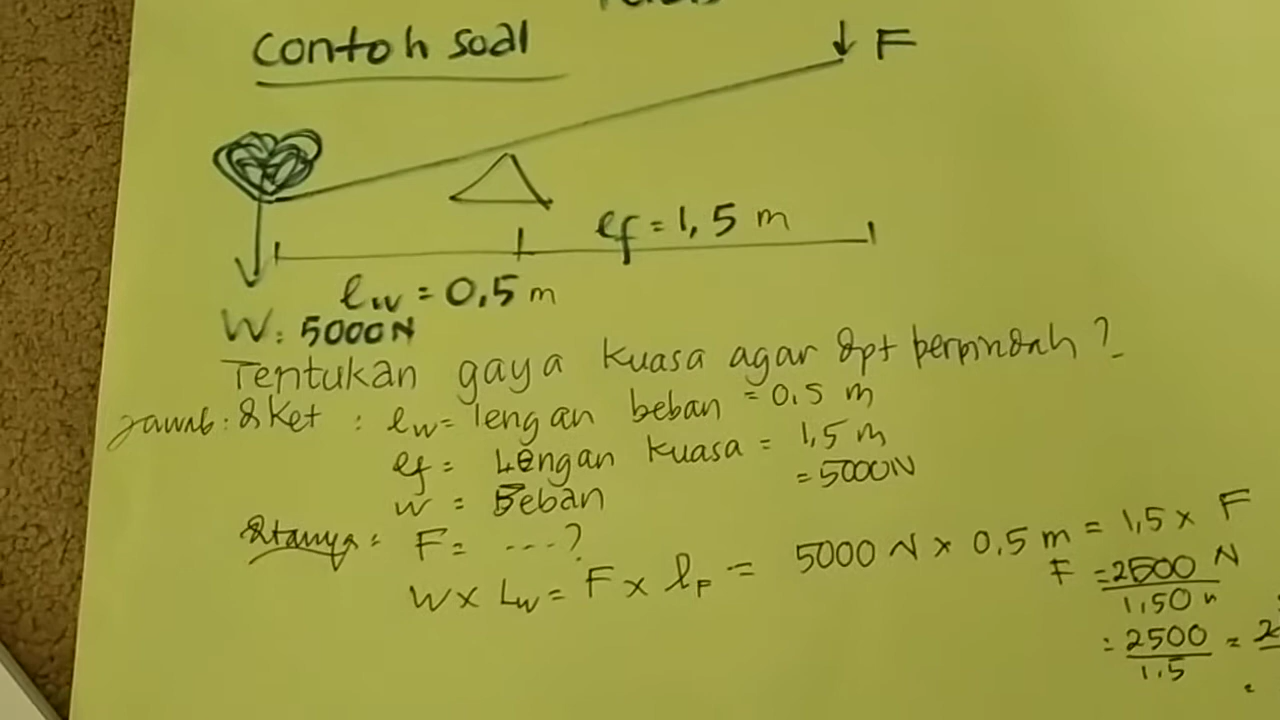 Contoh soal
F
lf = 1,5 m
lw = 0,5 m
W: 5000N
Tentukan gaya kuasa agar dpt berpindah?
Jawab: dket : lw = lengan beban = 0,5 m
lf = Lengan kuasa = 1,5 m
w = Beban = 5000N
ditanya: F = ....?
W x Lw = F x lF = 5000 N x 0,5 m = 1,5 x F
F = 2500 N
1,50 m
= 2500 =
1.5